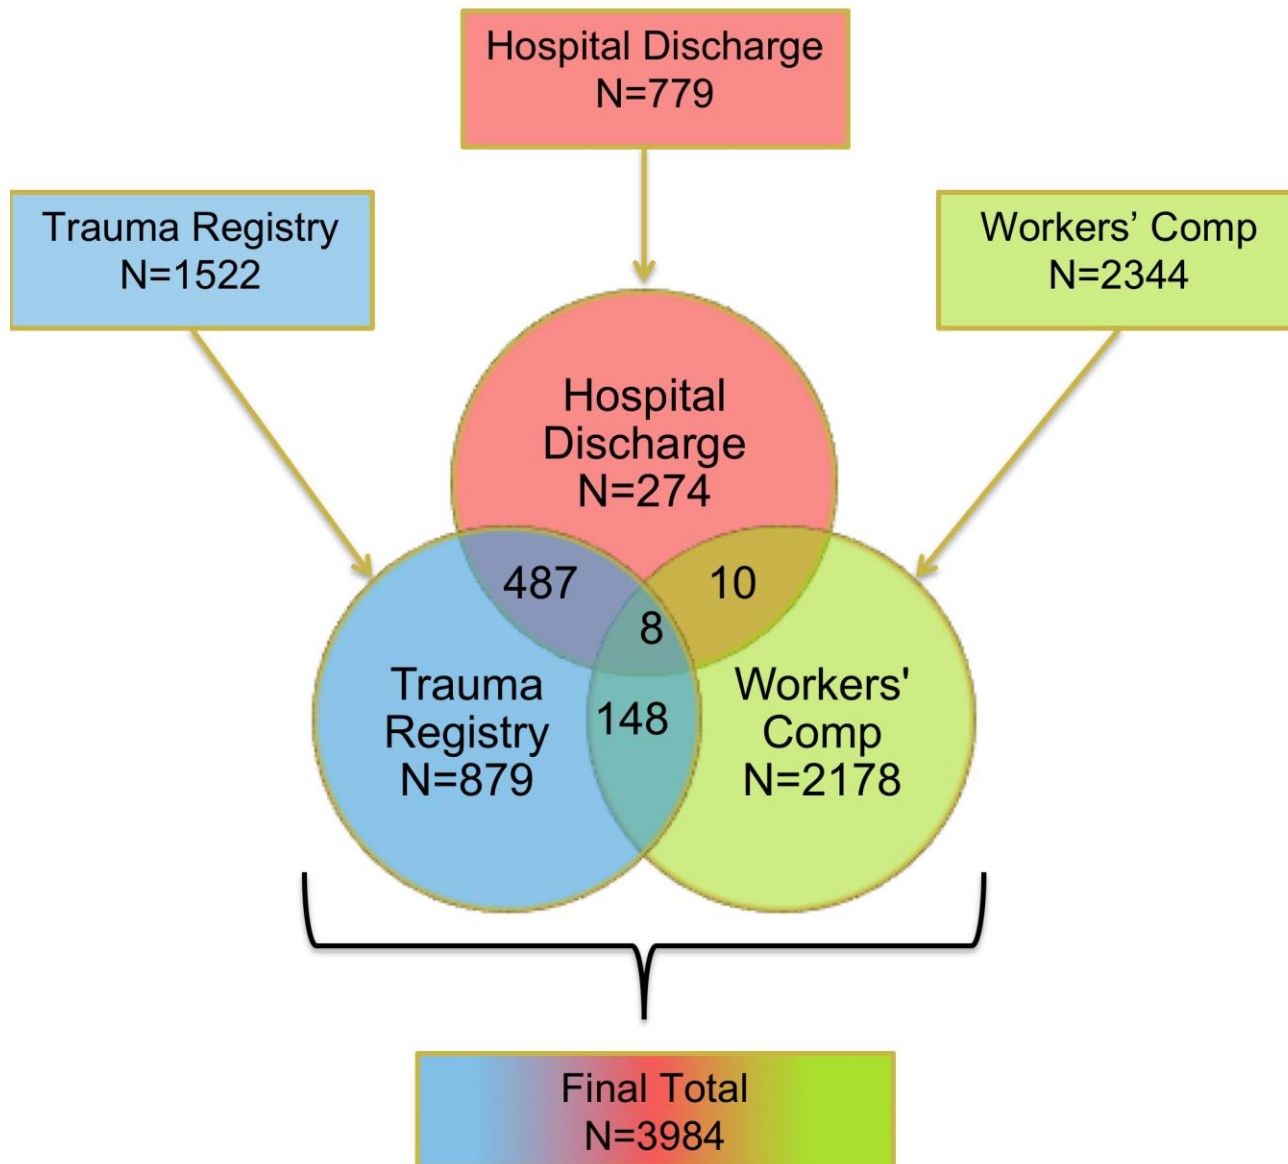 Hospital Discharge
N=779
Trauma Registry
N=1522
Workers’ Comp
N=2344
Hospital
Discharge
N=274
487
10
8
Trauma
Registry
N=879
148
Workers'
Comp
N=2178
Final Total
N=3984